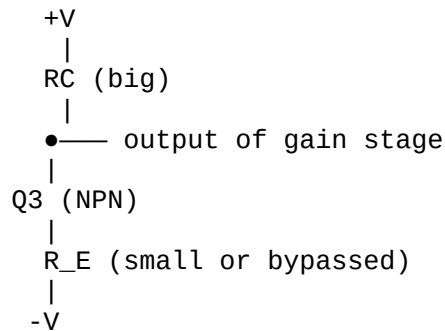 +V
|
RC (big)
|
●─── output of gain stage
|
Q3 (NPN)
|
R_E (small or bypassed)
|
-V